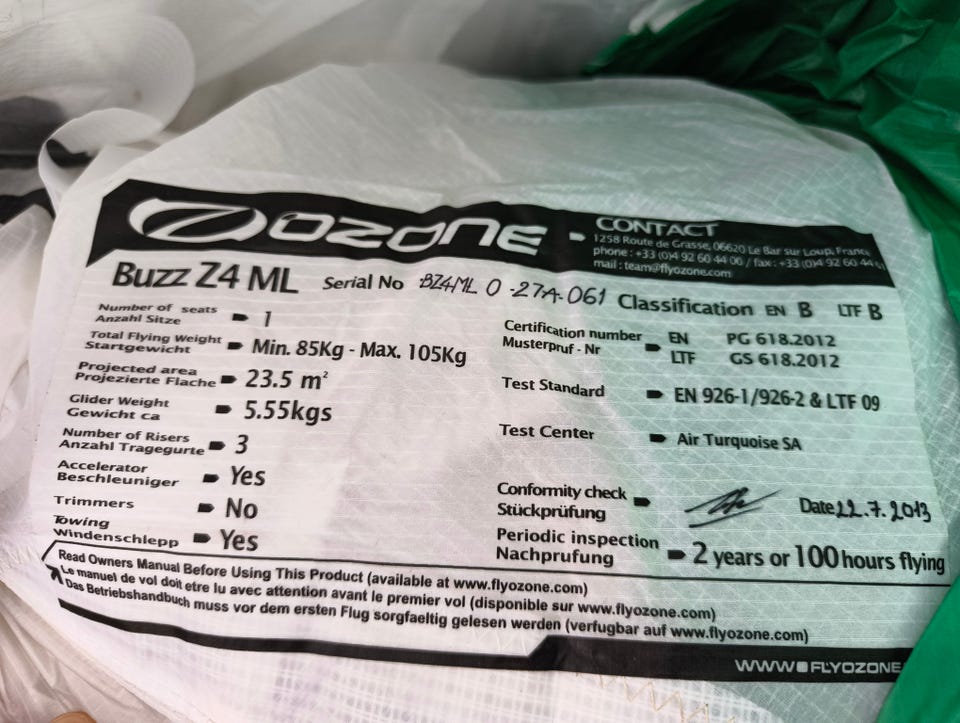 OZONE
CONTACT
1258 Route de Grasse, 06620 Le Bar sur Loup, France
phone : +33 (0)4 92 60 44 00 / fax : +33 (0)4 92 60 44
mail : team@flyozone.com
Buzz Z4 ML Serial No BZ4ML O -27A-061 Classification EN B LTF B
Number of seats
Anzahl Sitze 1
Total Flying Weight
Startgewicht Min. 85Kg - Max. 105Kg
Projected area
Projezierte Flache 23.5 m²
Glider Weight
Gewicht ca 5.55kgs
Number of Risers
Anzahl Tragegurte 3
Accelerator
Beschleuniger Yes
Trimmers No
Towing
Windenschlepp Yes
Certification number EN PG 618.2012
Musterpruf - Nr LTF GS 618.2012
Test Standard EN 926-1/926-2 & LTF 09
Test Center Air Turquoise SA
Conformity check
Stückprüfung Date 22.7.2013
Periodic inspection
Nachprufung 2 years or 100 hours flying
Read Owners Manual Before Using This Product (available at www.flyozone.com)
Le manuel de vol doit etre lu avec attention avant le premier vol (disponible sur www.flyozone.com)
Das Betriebshandbuch muss vor dem ersten Flug sorgfaeltig gelesen werden (verfugbar auf www.flyozone.com)
WWW.FLYOZONE